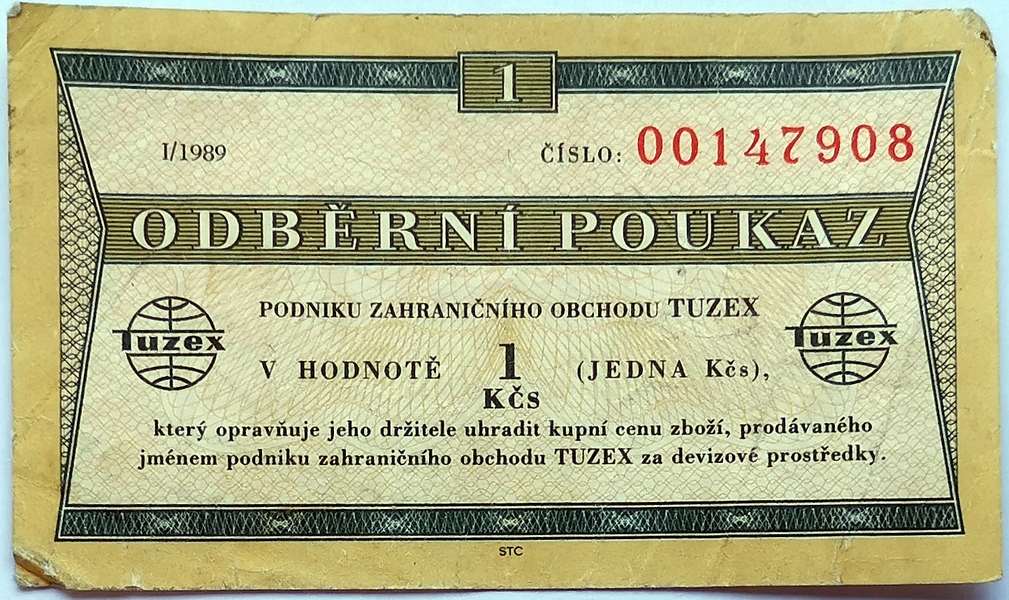 1
I/1989 ČÍSLO: 00147908
ODBĚRNÍ POUKAZ
PODNIKU ZAHRANIČNÍHO OBCHODU TUZEX
Tuzex
Tuzex
V HODNOTĚ 1 (JEDNA Kčs),
KČS
který opravňuje jeho držitele uhradit kupní cenu zboží, prodávaného
jménem podniku zahraničního obchodu TUZEX za devizové prostředky.
STC